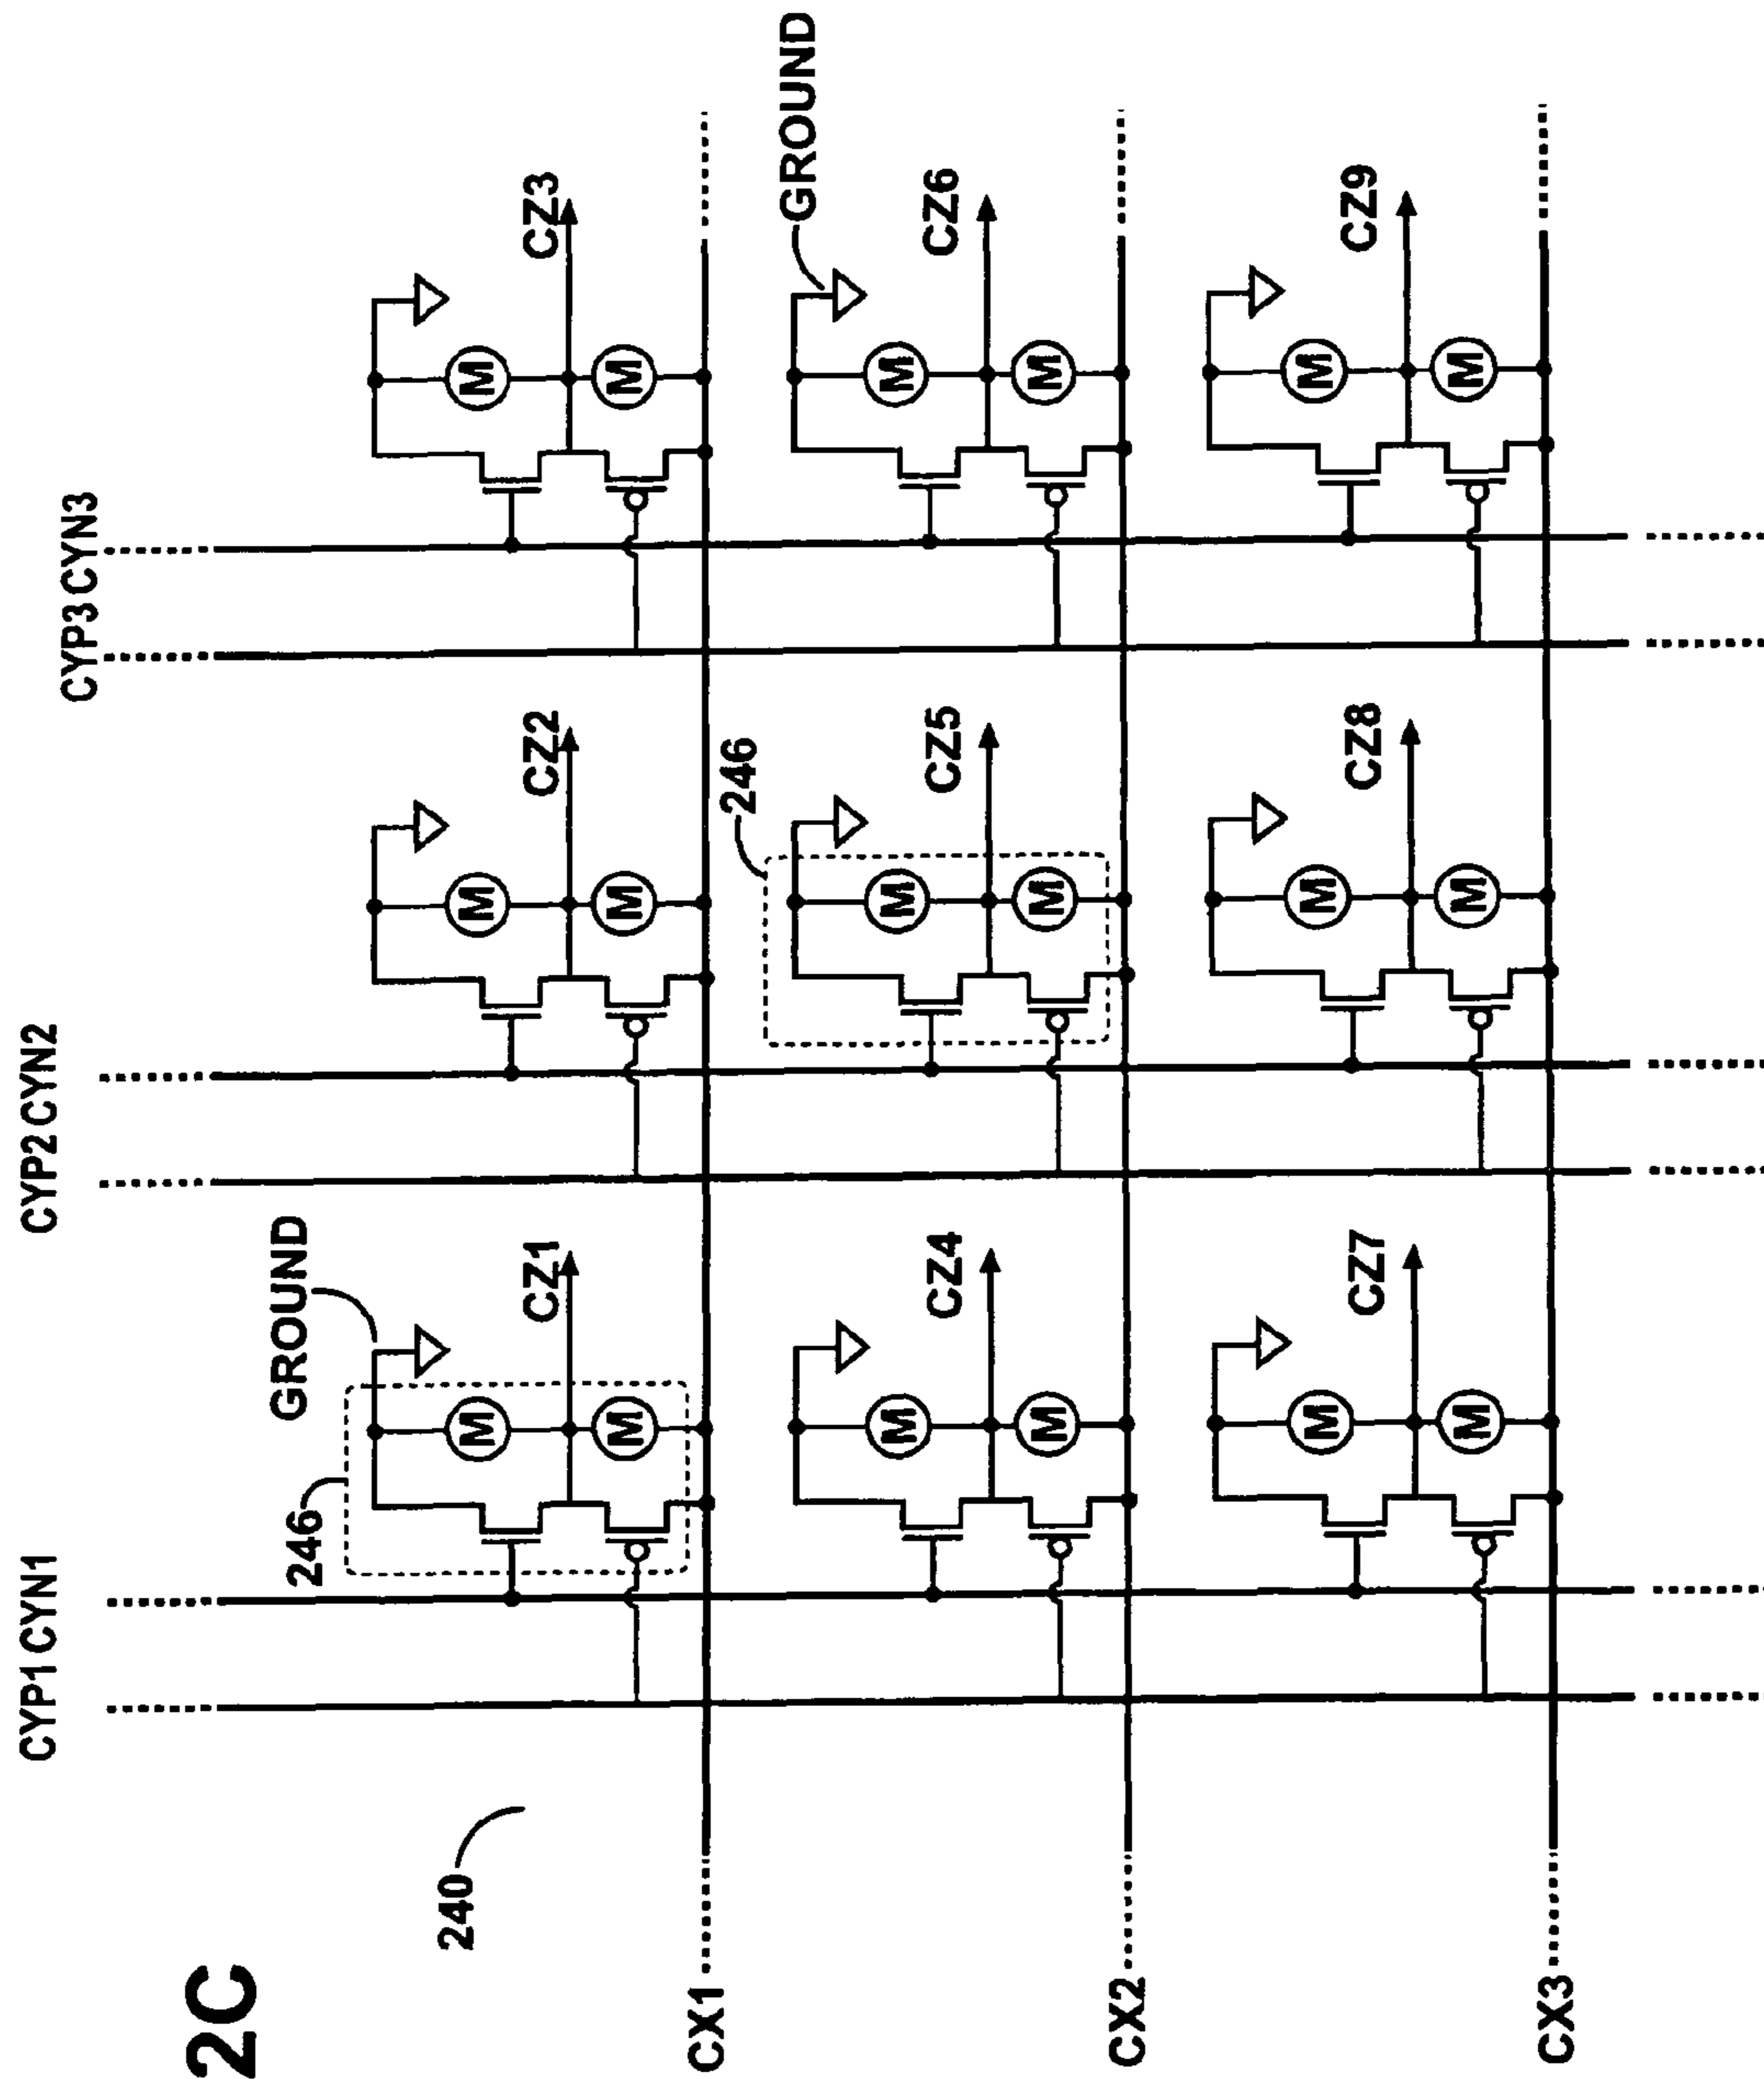 CYP1 CYN1 CYP2 CYN2 CYP3 CYN3
2C
GROUND
246
240
M M M
CZ1 CZ2 CZ3
M M M
CX1
246
GROUND
M M M
CZ4 CZ5 CZ6
M M M
CX2
M M M
CZ7 CZ8 CZ9
M M M
CX3